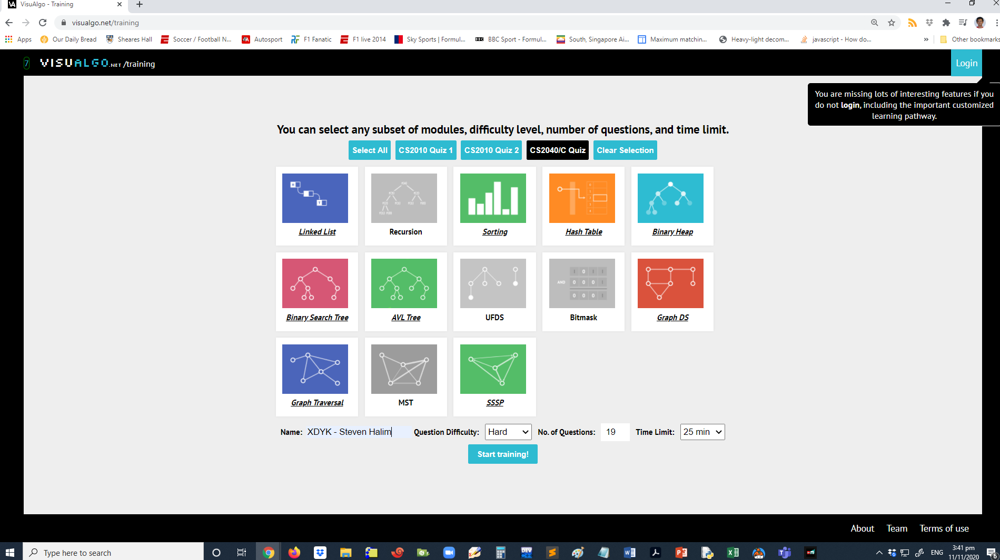 VisuAlgo - Training
visualgo.net/training
Apps
Our Daily Bread
Sheares Hall
Soccer / Football N...
Autosport
F1 Fanatic
F1 live 2014
Sky Sports | Formul...
BBC Sport - Formul...
South, Singapore Ai...
Maximum matchin...
Heavy-light decom...
javascript - How do...
»
Other bookmarks
7 VISUALGO.NET /training
Login
You are missing lots of interesting features if you
do not login, including the important customized
learning pathway.
You can select any subset of modules, difficulty level, number of questions, and time limit.
Select All CS2010 Quiz 1 CS2010 Quiz 2 CS2040/C Quiz Clear Selection
Linked List Recursion Sorting Hash Table Binary Heap
AND
Binary Search Tree AVL Tree UFDS Bitmask Graph DS
Graph Traversal MST SSSP
Name: XDYK - Steven Halim Question Difficulty: Hard No. of Questions: 19 Time Limit: 25 min
Start training!
About Team Terms of use
Type here to search
DEV
ENG
3:41 pm
11/11/2020
6